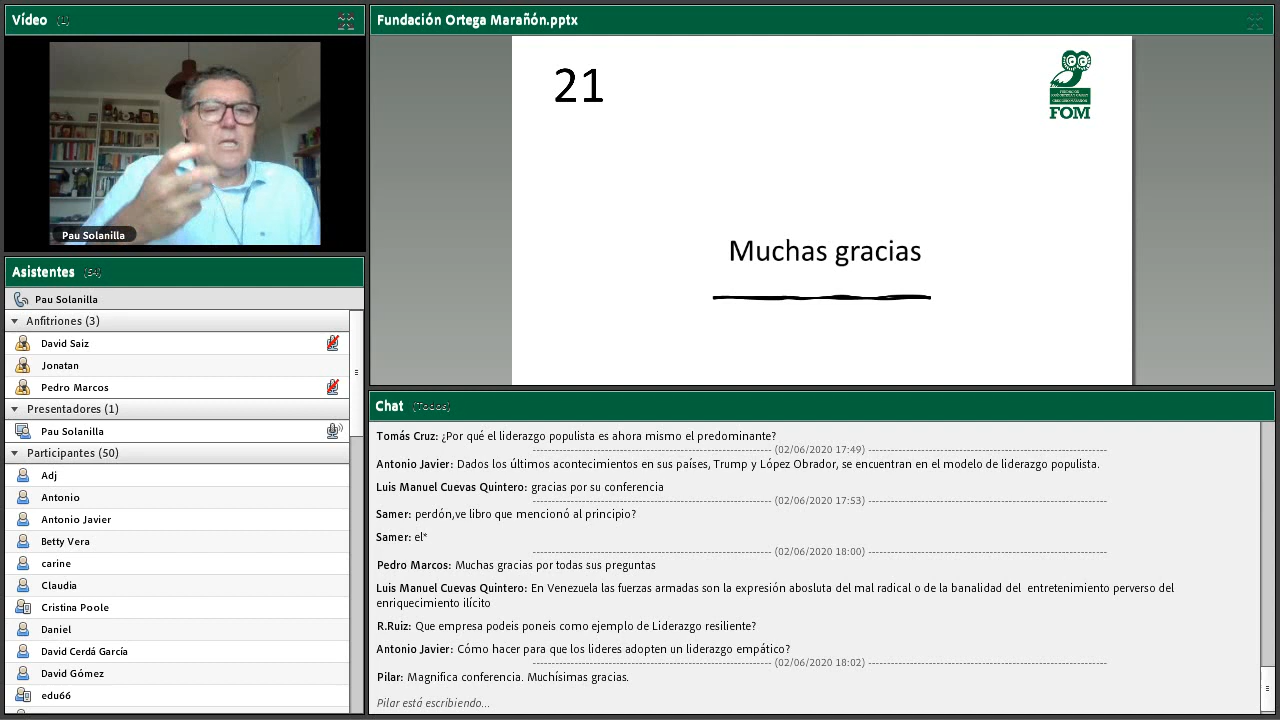 Vídeo (1)
Pau Solanilla
Asistentes (54)
Pau Solanilla
Anfitriones (3)
David Saiz
Jonatan
Pedro Marcos
Presentadores (1)
Pau Solanilla
Participantes (50)
Adj
Antonio
Antonio Javier
Betty Vera
carine
Claudia
Cristina Poole
Daniel
David Cerdá García
David Gómez
edu66
Fundación Ortega Marañón.pptx
21
FOM
Muchas gracias
Chat (Todos)
Tomás Cruz: ¿Por qué el liderazgo populista es ahora mismo el predominante?
(02/06/2020 17:49)
Antonio Javier: Dados los últimos acontecimientos en sus países, Trump y López Obrador, se encuentran en el modelo de liderazgo populista.
Luis Manuel Cuevas Quintero: gracias por su conferencia
(02/06/2020 17:53)
Samer: perdón,ve libro que mencionó al principio?
Samer: el*
(02/06/2020 18:00)
Pedro Marcos: Muchas gracias por todas sus preguntas
Luis Manuel Cuevas Quintero: En Venezuela las fuerzas armadas son la expresión absoluta del mal radical o de la banalidad del entretenimiento perverso del
enriquecimiento ilícito
R.Ruiz: Que empresa podeis poneis como ejemplo de Liderazgo resiliente?
Antonio Javier: Cómo hacer para que los lideres adopten un liderazgo empático?
(02/06/2020 18:02)
Pilar: Magnifica conferencia. Muchísimas gracias.
Pilar está escribiendo...